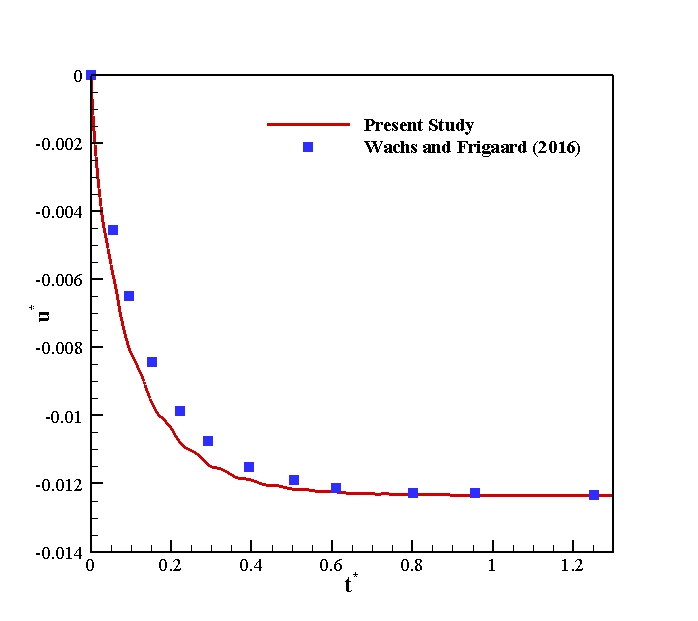 0
Present Study
Wachs and Frigaard (2016)
-0.002
-0.004
-0.006
u*
-0.008
-0.01
-0.012
-0.014
0 0.2 0.4 0.6 0.8 1 1.2
t*